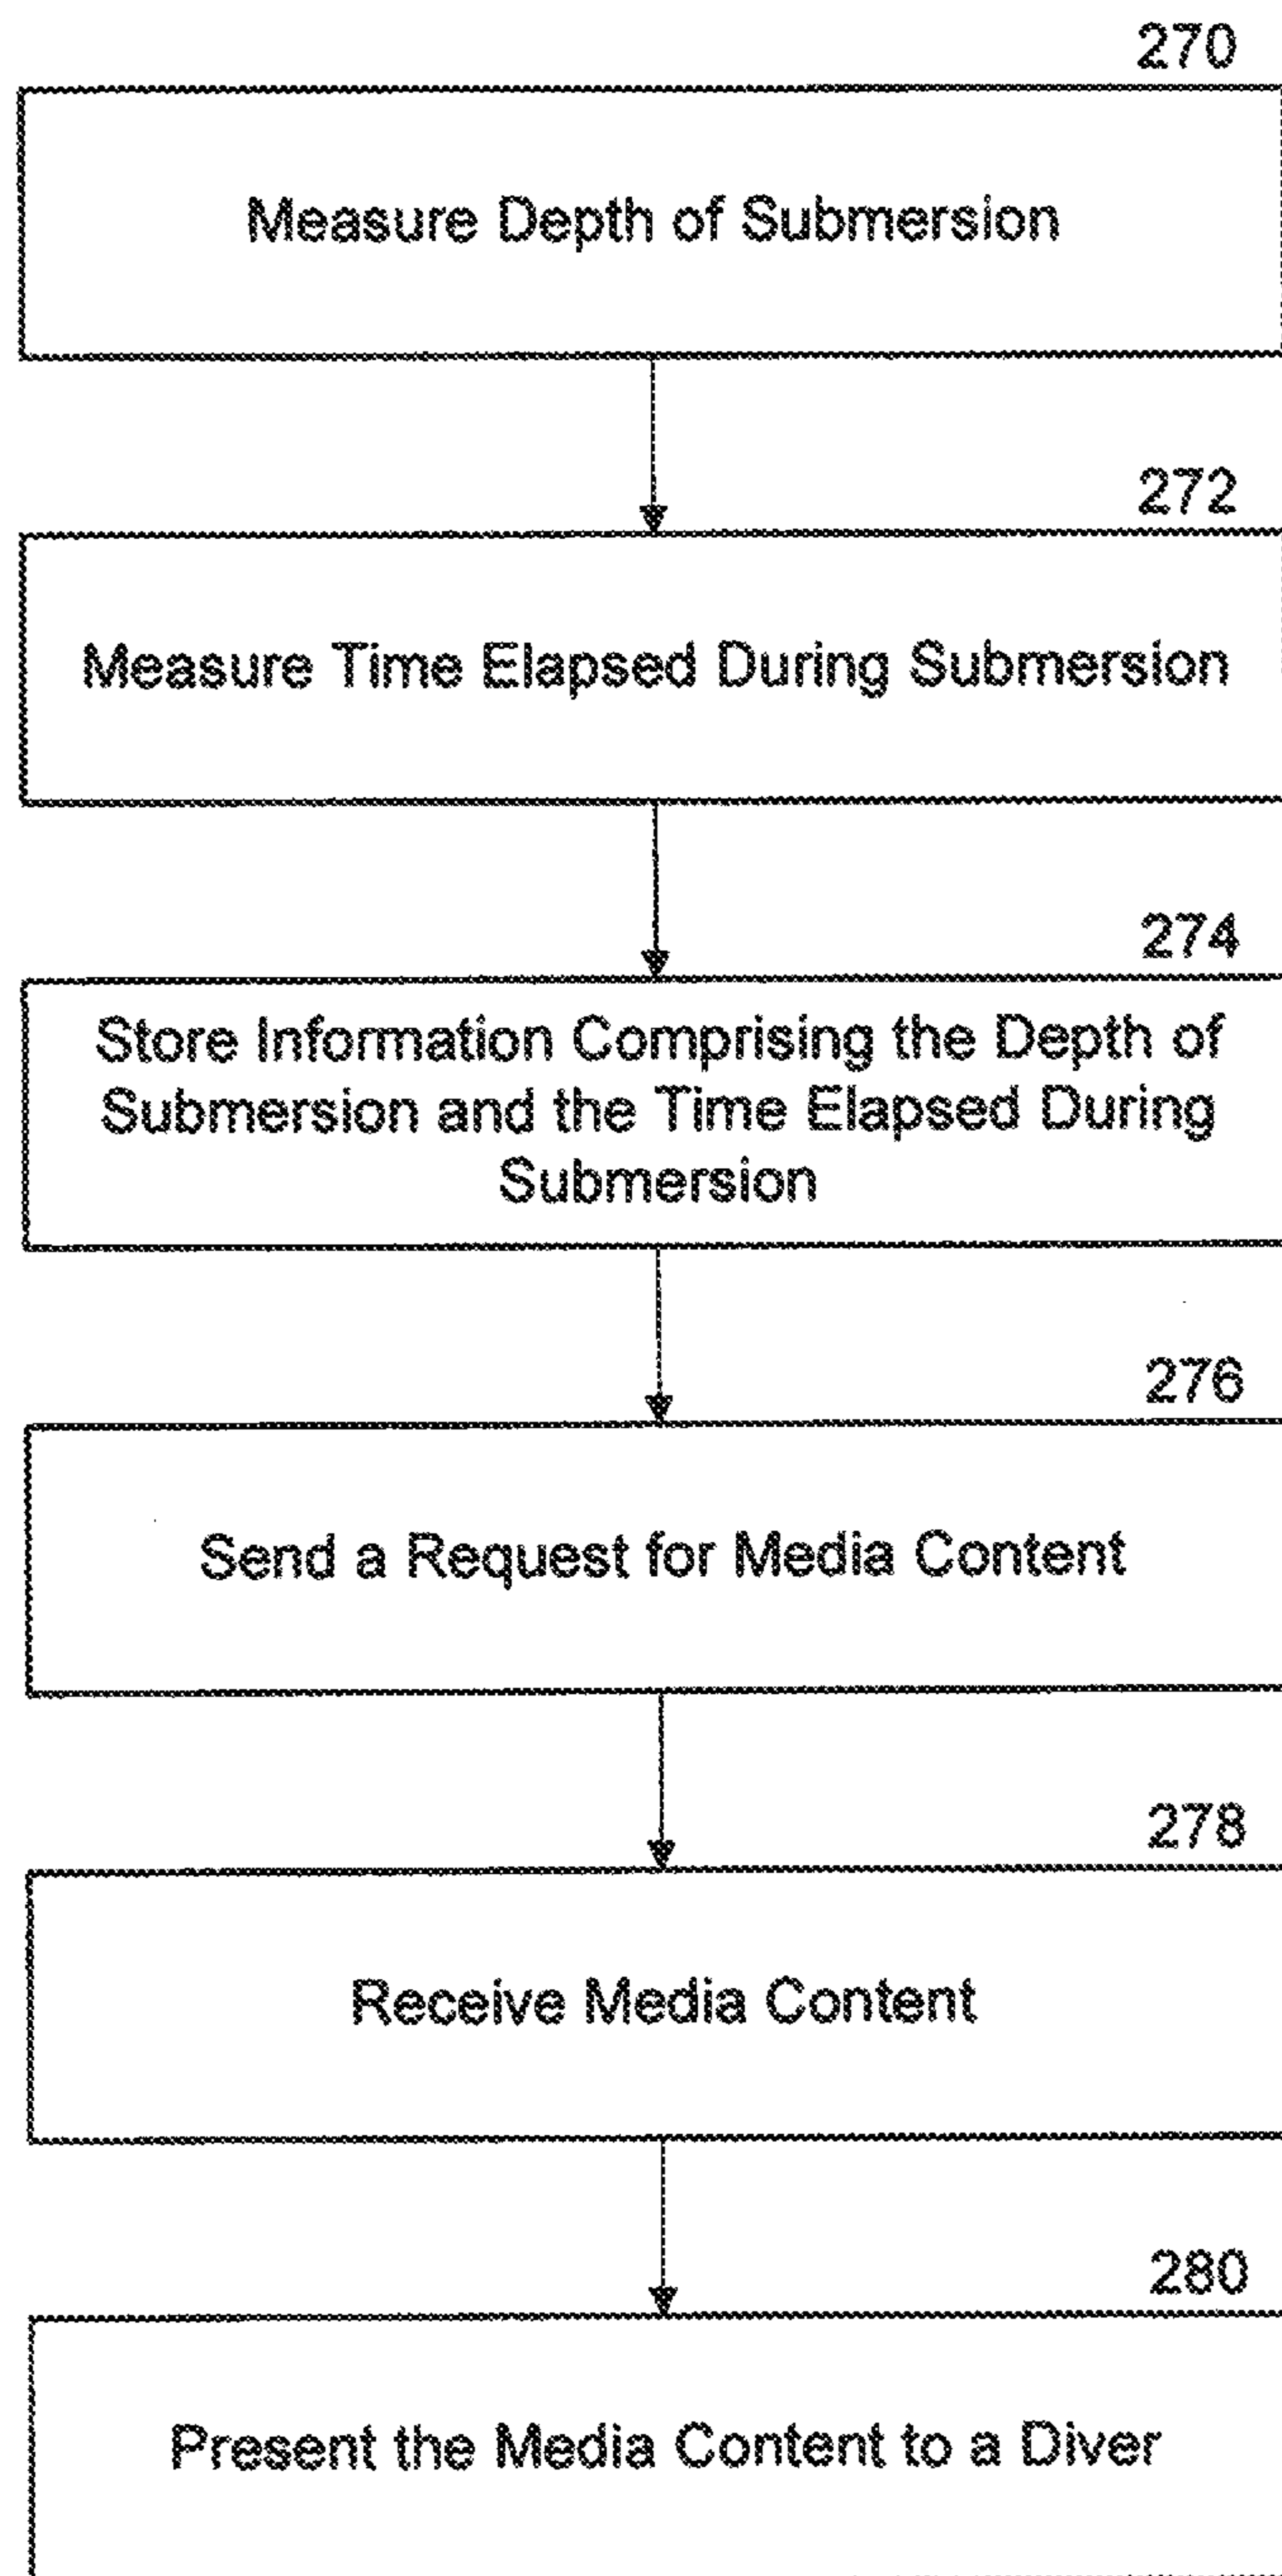 270
Measure Depth of Submersion
272
Measure Time Elapsed During Submersion
274
Store Information Comprising the Depth of
Submersion and the Time Elapsed During
Submersion
276
Send a Request for Media Content
278
Receive Media Content
280
Present the Media Content to a Diver